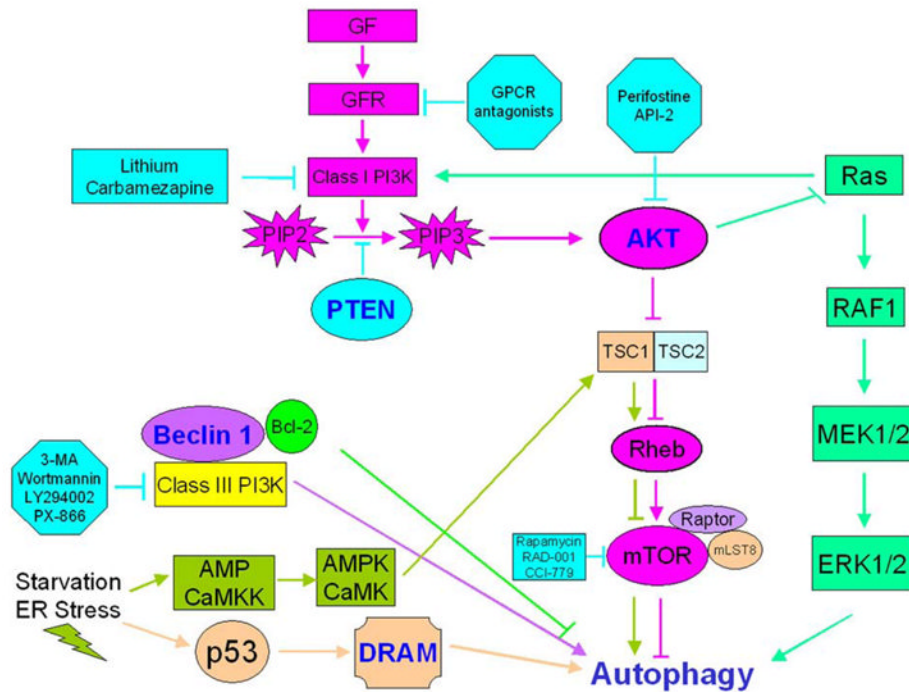 GF
GFR
GPCR
antagonists
Perifostine
API-2
Lithium
Carbamezapine
Class I PI3K
Ras
PIP2
PIP3
AKT
PTEN
RAF1
TSC1
TSC2
Beclin 1
Bcl-2
Rheb
MEK1/2
3-MA
Wortmannin
LY294002
PX-866
Class III PI3K
Raptor
Rapamycin
RAD-001
CCI-779
mTOR
mLST8
AMP
CaMKK
AMPK
CaMK
ERK1/2
Starvation
ER Stress
p53
DRAM
Autophagy